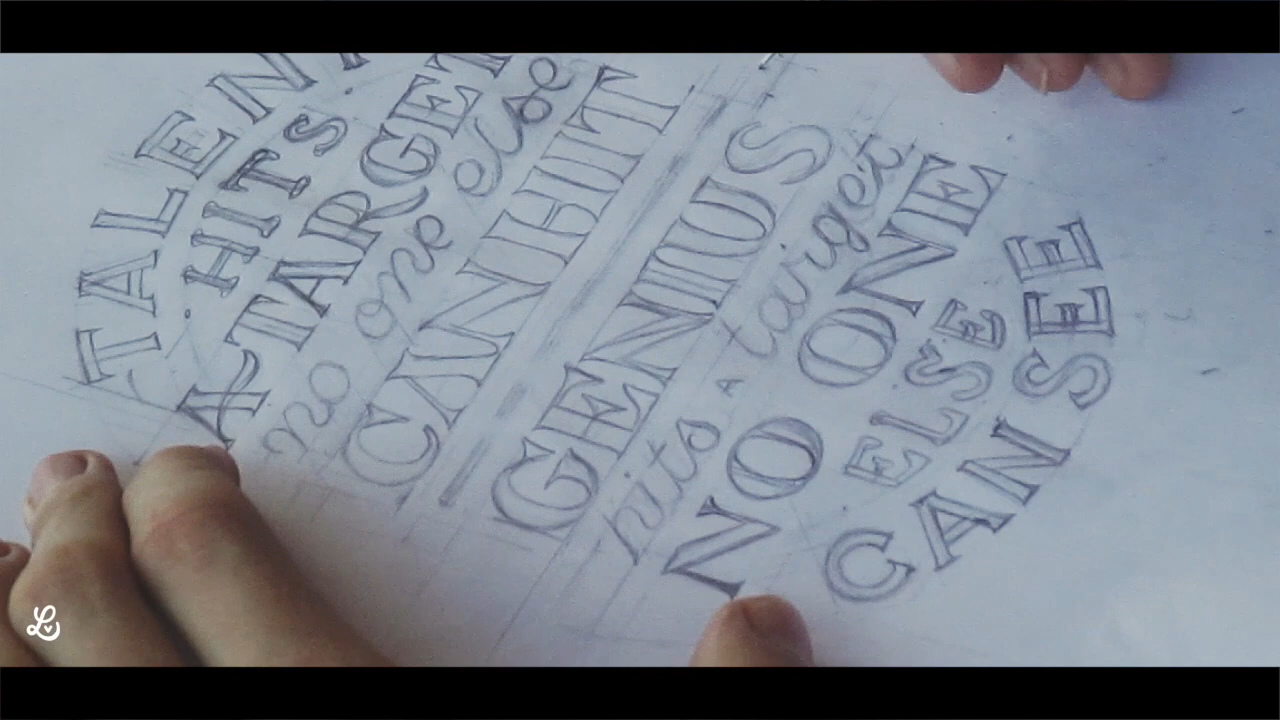 TALENT
HITS
A TARGET
no one else
CAN HIT
GENIUS
hits a target
NO ONE
ELSE
CAN SEE